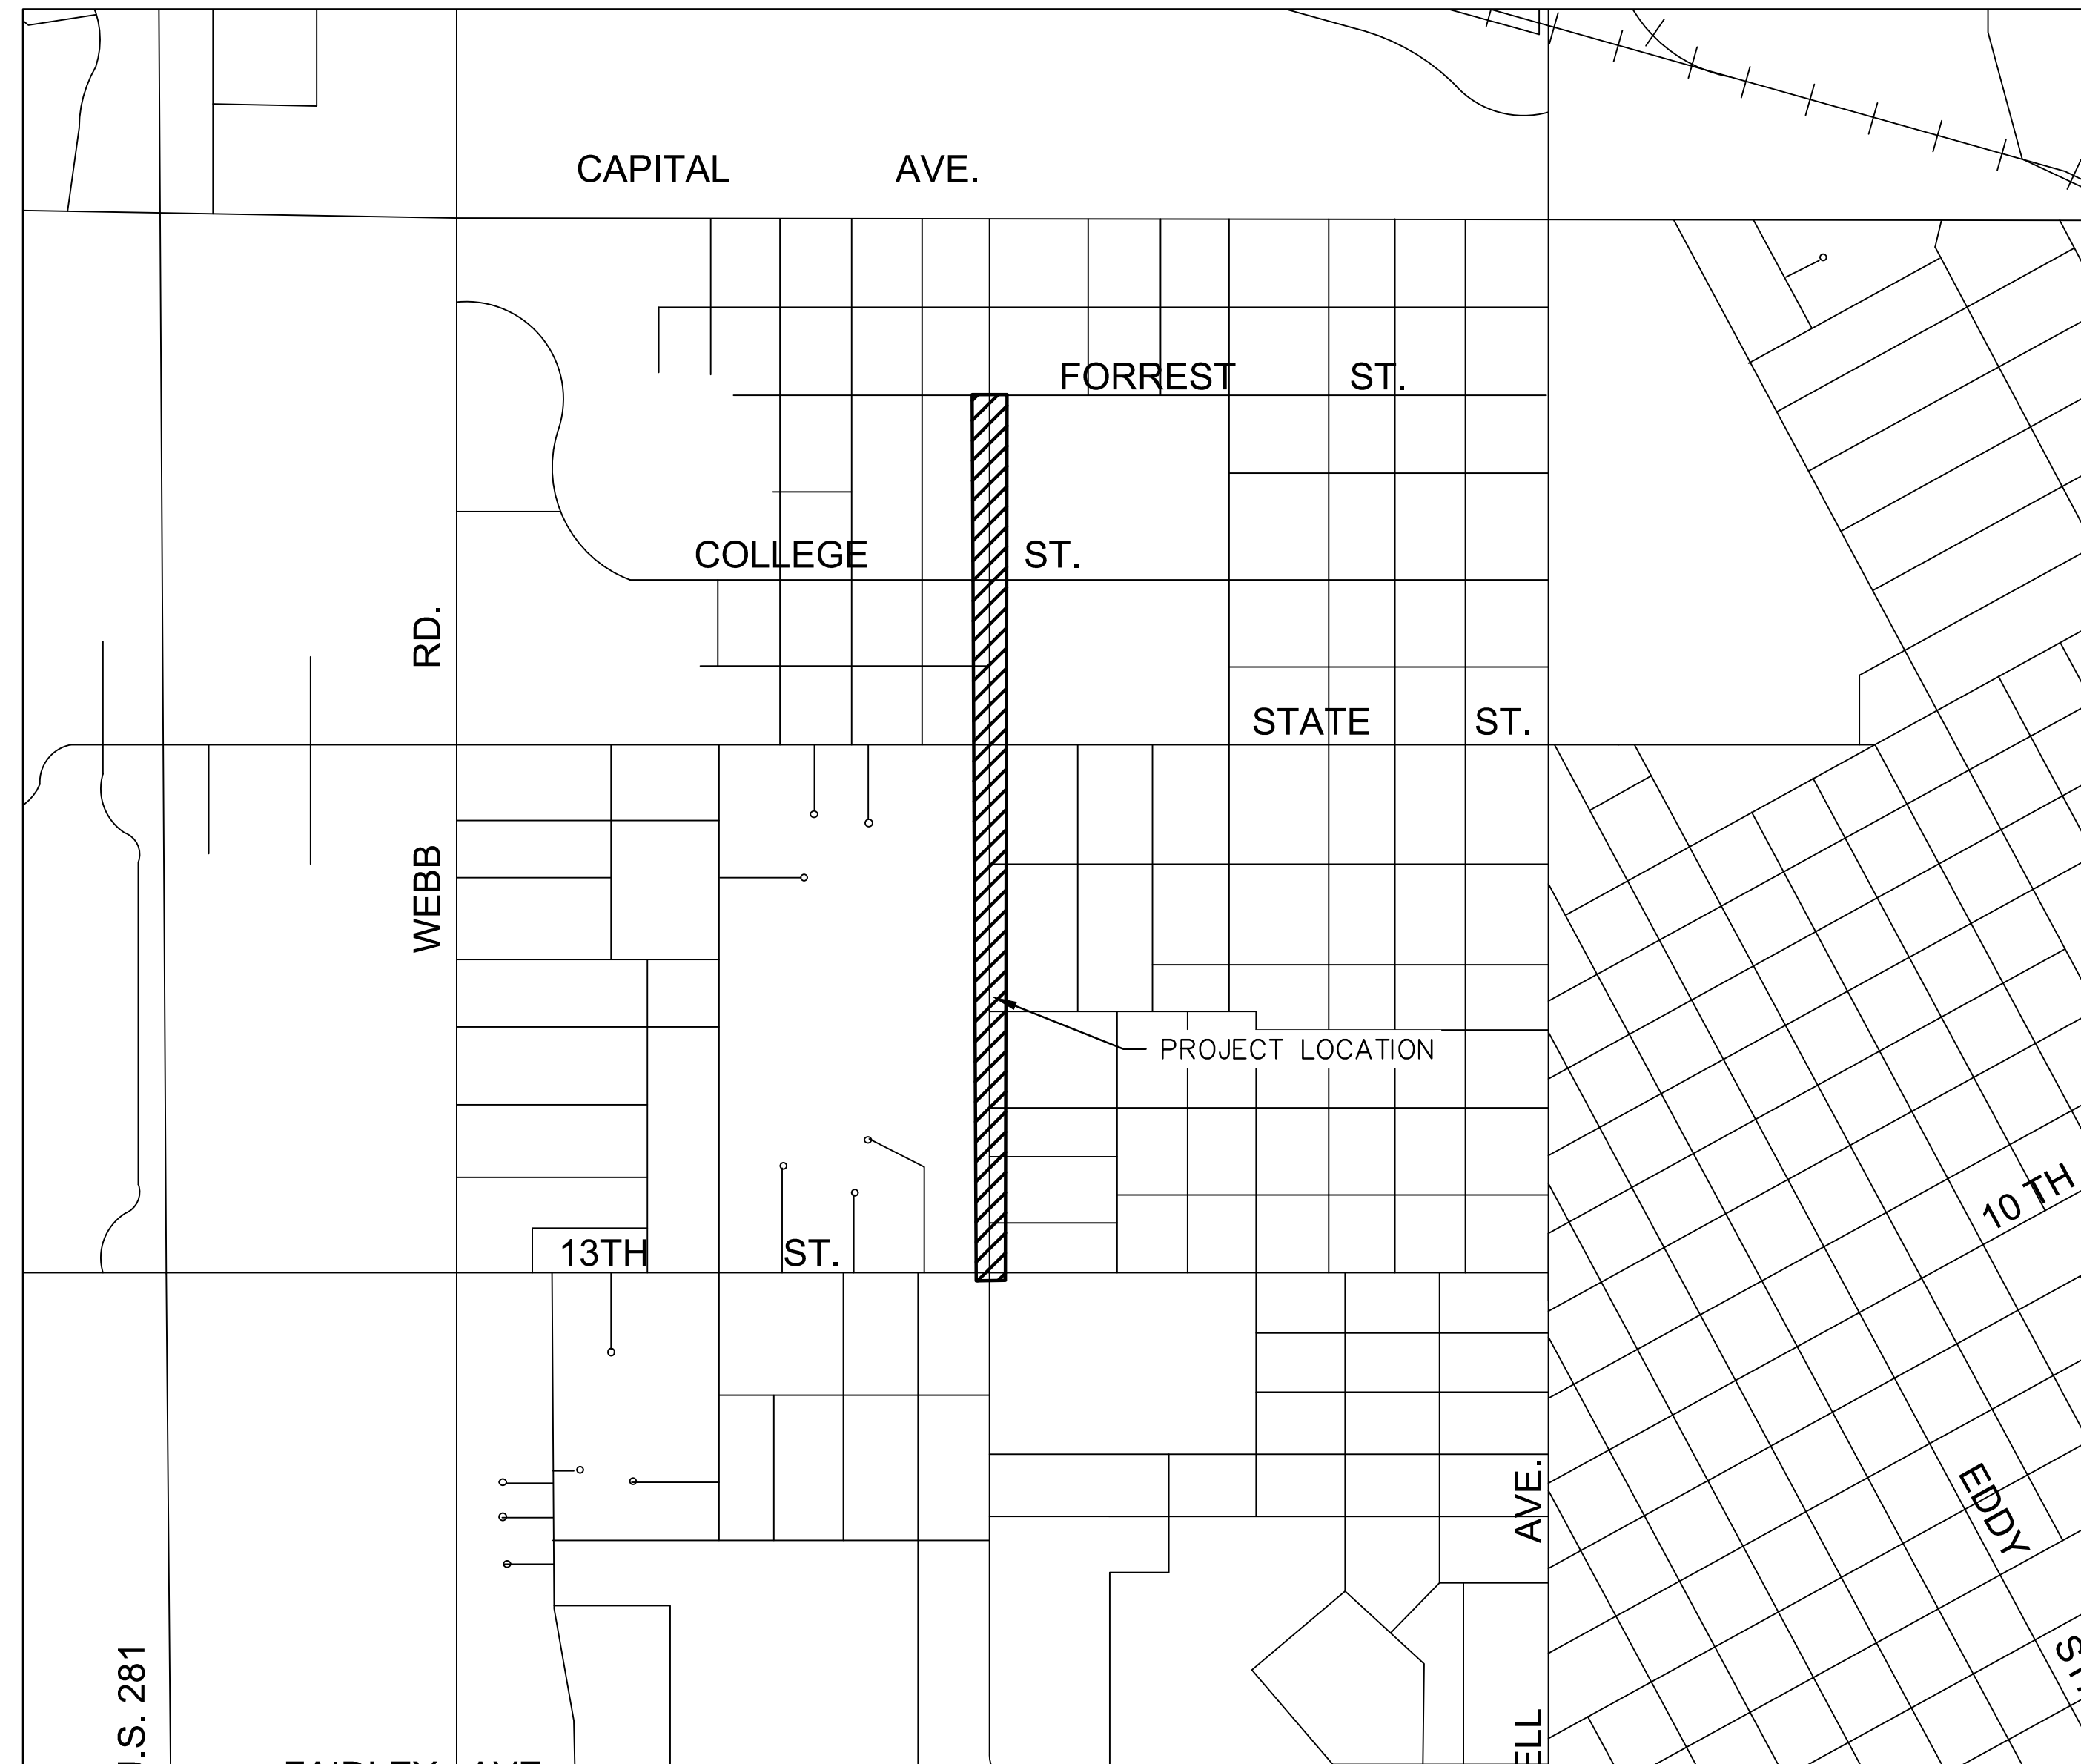 CAPITAL AVE.
FORREST ST.
COLLEGE ST.
WEBB RD.
STATE ST.
PROJECT LOCATION
10 TH
13TH ST.
EDDY
AVE.
281